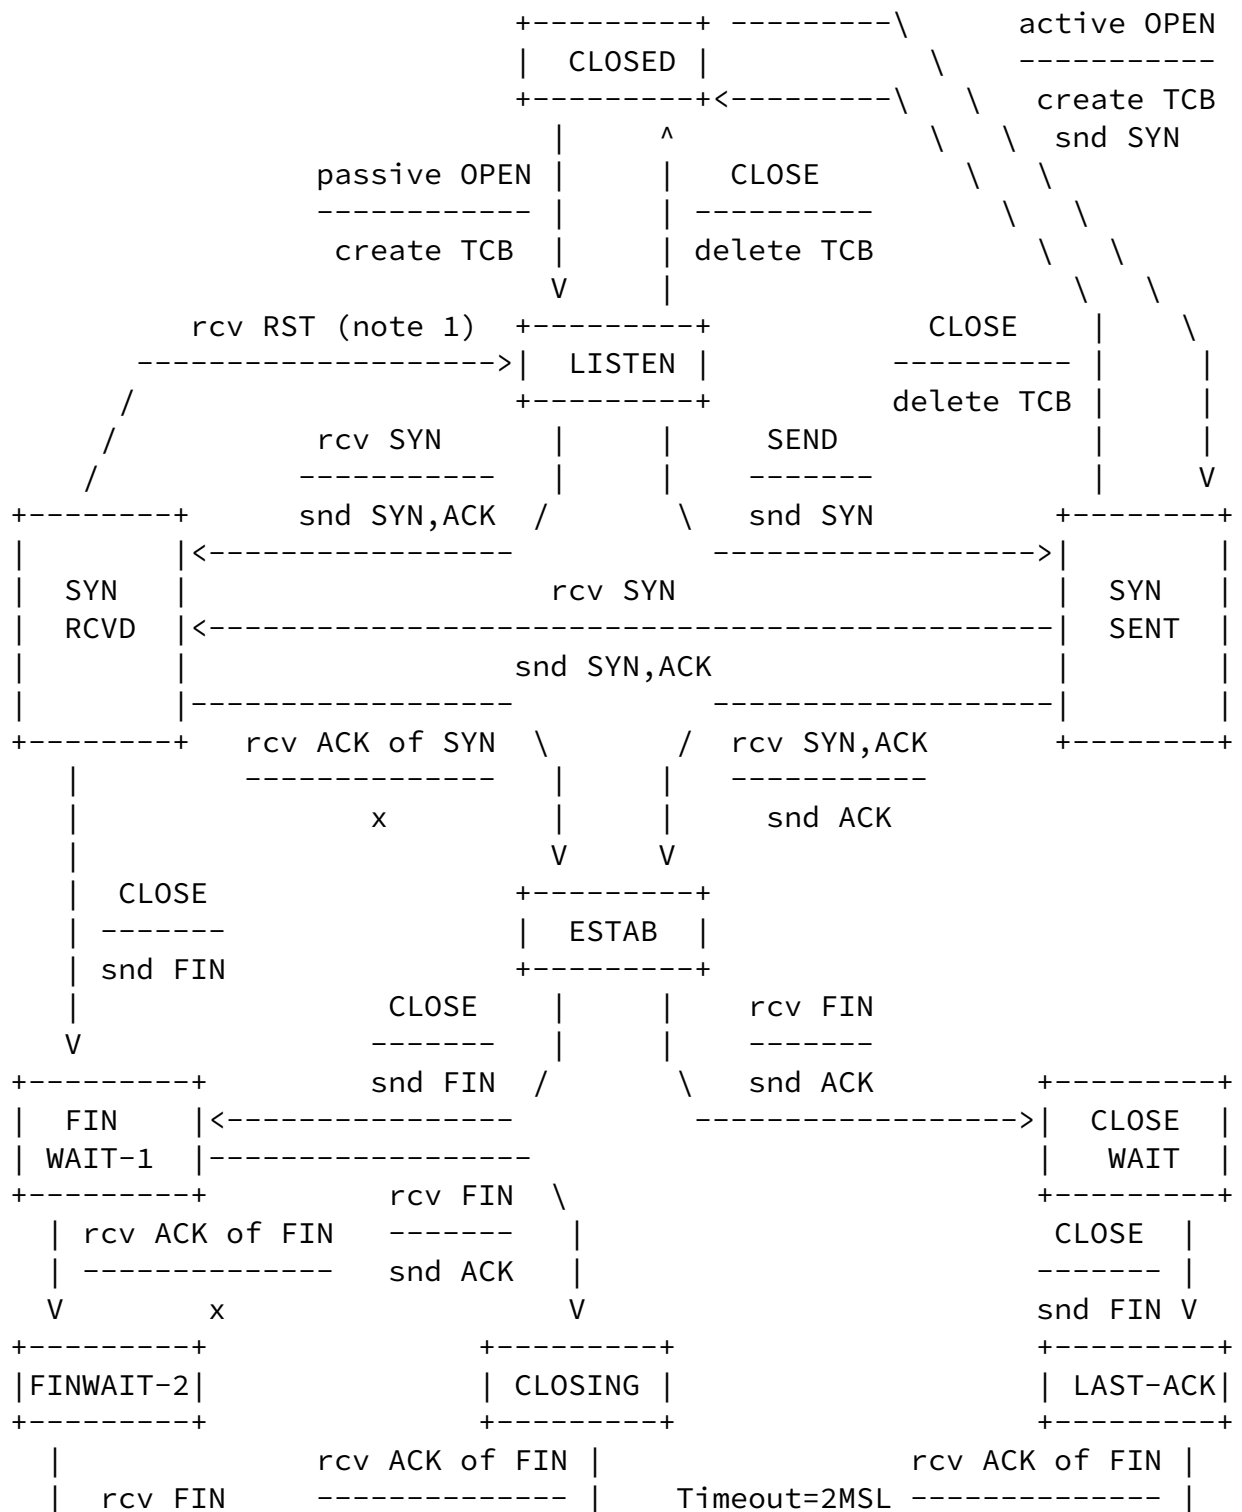 +---------+ ---------\      active OPEN
                            |  CLOSED |            \    -----------
                            +---------+<---------\   \   create TCB
                              |     ^              \   \  snd SYN
                 passive OPEN |     |   CLOSE        \   \
                 ------------ |     | ----------       \   \
                  create TCB  |     | delete TCB         \   \
                              V     |                      \   \
          rcv RST (note 1)  +---------+            CLOSE    |    \
       -------------------->|  LISTEN |          ---------- |     |
      /                     +---------+          delete TCB |     |
     /           rcv SYN      |     |     SEND              |     |
    /           -----------   |     |    -------            |     V
+--------+      snd SYN,ACK  /       \   snd SYN          +--------+
|        |<-----------------           ------------------>|        |
|  SYN   |                    rcv SYN                     |  SYN   |
|  RCVD  |<-----------------------------------------------|  SENT  |
|        |                  snd SYN,ACK                   |        |
|        |------------------           -------------------|        |
+--------+   rcv ACK of SYN  \       /  rcv SYN,ACK       +--------+
   |         --------------   |     |   -----------
   |                x         |     |     snd ACK
   |                          V     V
   |  CLOSE                 +---------+
   | -------                |  ESTAB  |
   | snd FIN                +---------+
   |                 CLOSE    |     |    rcv FIN
   V                -------   |     |    -------
+---------+         snd FIN  /       \   snd ACK         +---------+
|  FIN    |<----------------          ------------------>|  CLOSE  |
| WAIT-1  |------------------                            |   WAIT  |
+---------+          rcv FIN  \                          +---------+
  | rcv ACK of FIN   -------   |                          CLOSE  |
  | --------------   snd ACK   |                         ------- |
  V        x                   V                         snd FIN V
+---------+               +---------+                    +---------+
|FINWAIT-2|               | CLOSING |                    | LAST-ACK|
+---------+               +---------+                    +---------+
  |              rcv ACK of FIN |                 rcv ACK of FIN |
  |  rcv FIN     -------------- |    Timeout=2MSL -------------- |